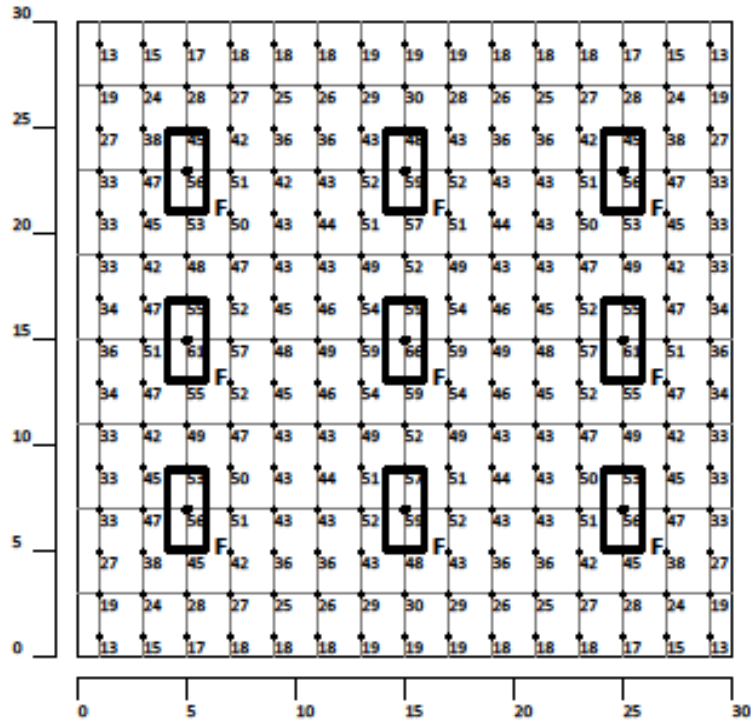 30
13 15 17 18 18 18 19 19 19 18 18 18 17 15 13
19 24 28 27 25 26 29 30 28 26 25 27 28 24 19
25
27 38 45 42 36 36 43 48 43 36 36 42 45 38 27
33 47 56 51 42 43 52 59 52 43 43 51 56 47 33
F F F
20
33 45 53 50 43 44 51 57 51 44 43 50 53 45 33
33 42 48 47 43 43 49 52 49 43 43 47 49 42 33
34 47 55 52 45 46 54 59 54 46 45 52 55 47 34
15
36 51 61 57 48 49 59 66 59 49 48 57 61 51 36
F F F
34 47 55 52 45 46 54 59 54 46 45 52 55 47 34
10
33 42 49 47 43 43 49 52 49 43 43 47 49 42 33
33 45 53 50 43 44 51 57 51 44 43 50 53 45 33
33 47 56 51 43 43 52 59 52 43 43 51 56 47 33
5
F F F
27 38 45 42 36 36 43 48 43 36 36 42 45 38 27
19 24 28 27 25 26 29 30 29 26 25 27 28 24 19
0
13 15 17 18 18 18 19 19 19 18 18 18 17 15 13
0 5 10 15 20 25 30